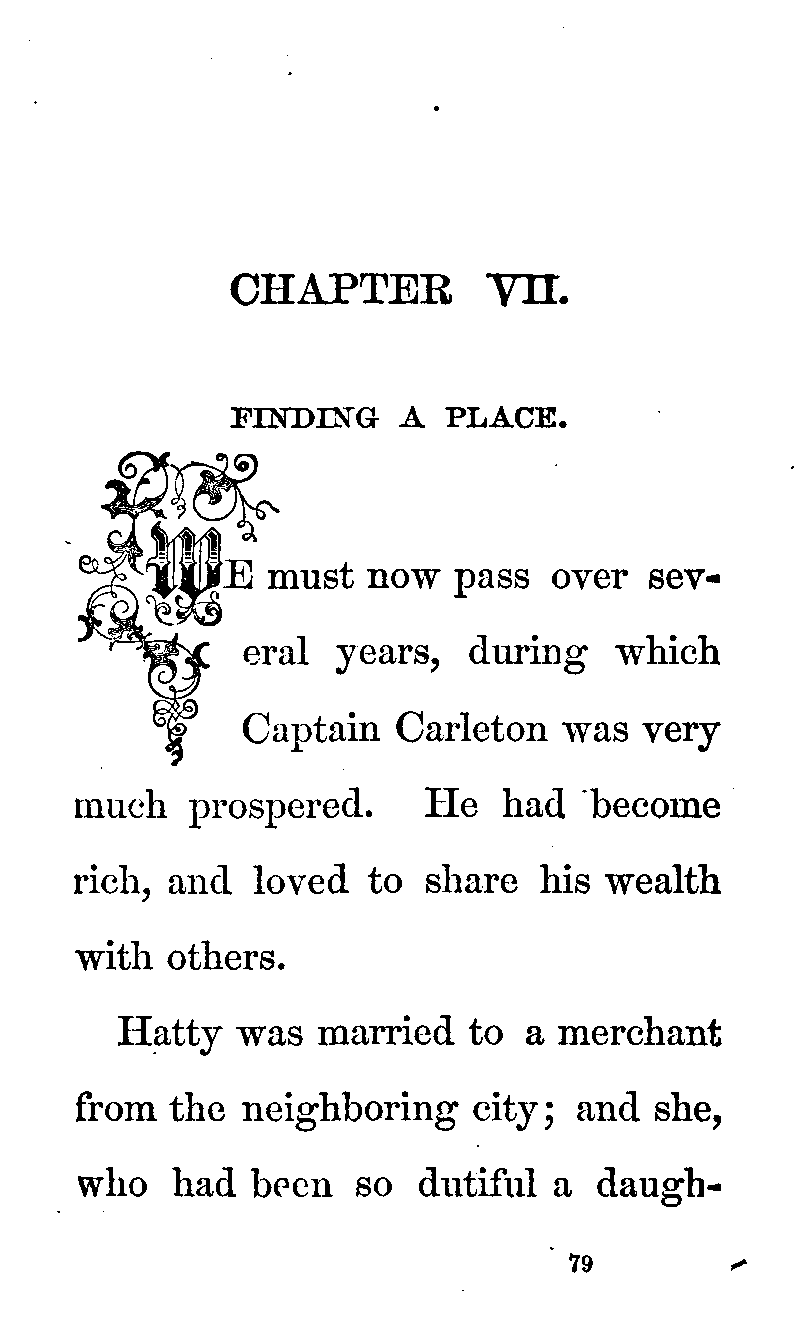 CHAPTER VII.
FINDING A PLACE.
WE must now pass over sev-
eral years, during which
Captain Carleton was very
much prospered. He had become
rich, and loved to share his wealth
with others.
Hatty was married to a merchant
from the neighboring city; and she,
who had been so dutiful a daugh-
79